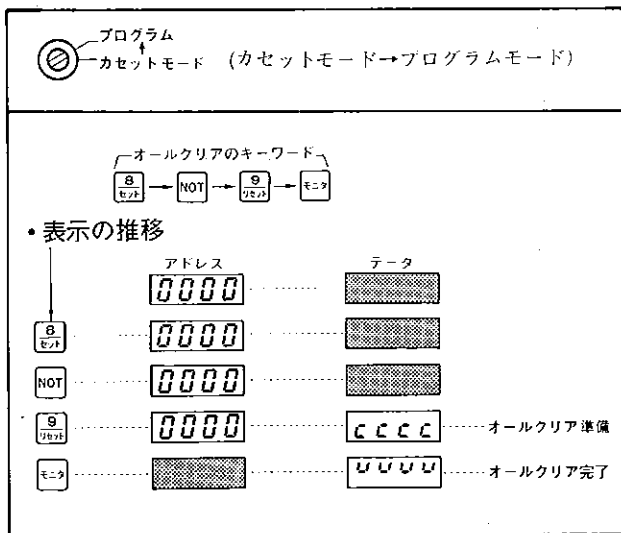 プログラム
カセットモード (カセットモード→プログラムモード)
オールクリアのキーワード
8 セット → NOT → 9 リセット → モニタ
・表示の推移
アドレス テータ
0000
8 セット 0000
NOT 0000
9 リセット 0000 cccc オールクリア準備
モニタ uuuu オールクリア完了